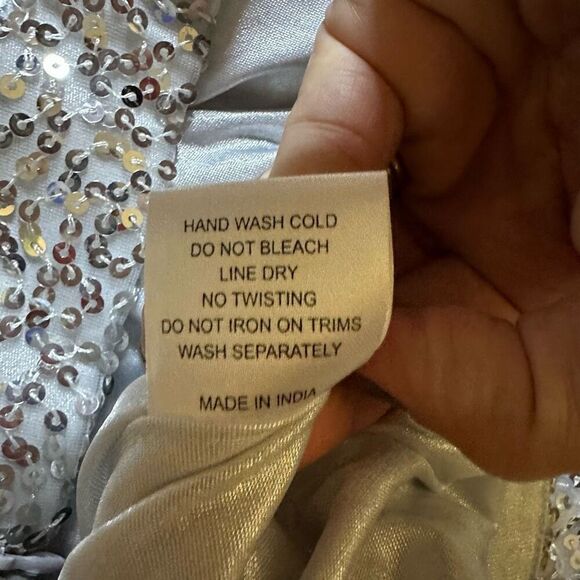 HAND WASH COLD
DO NOT BLEACH
LINE DRY
NO TWISTING
DO NOT IRON ON TRIMS
WASH SEPARATELY
MADE IN INDIA